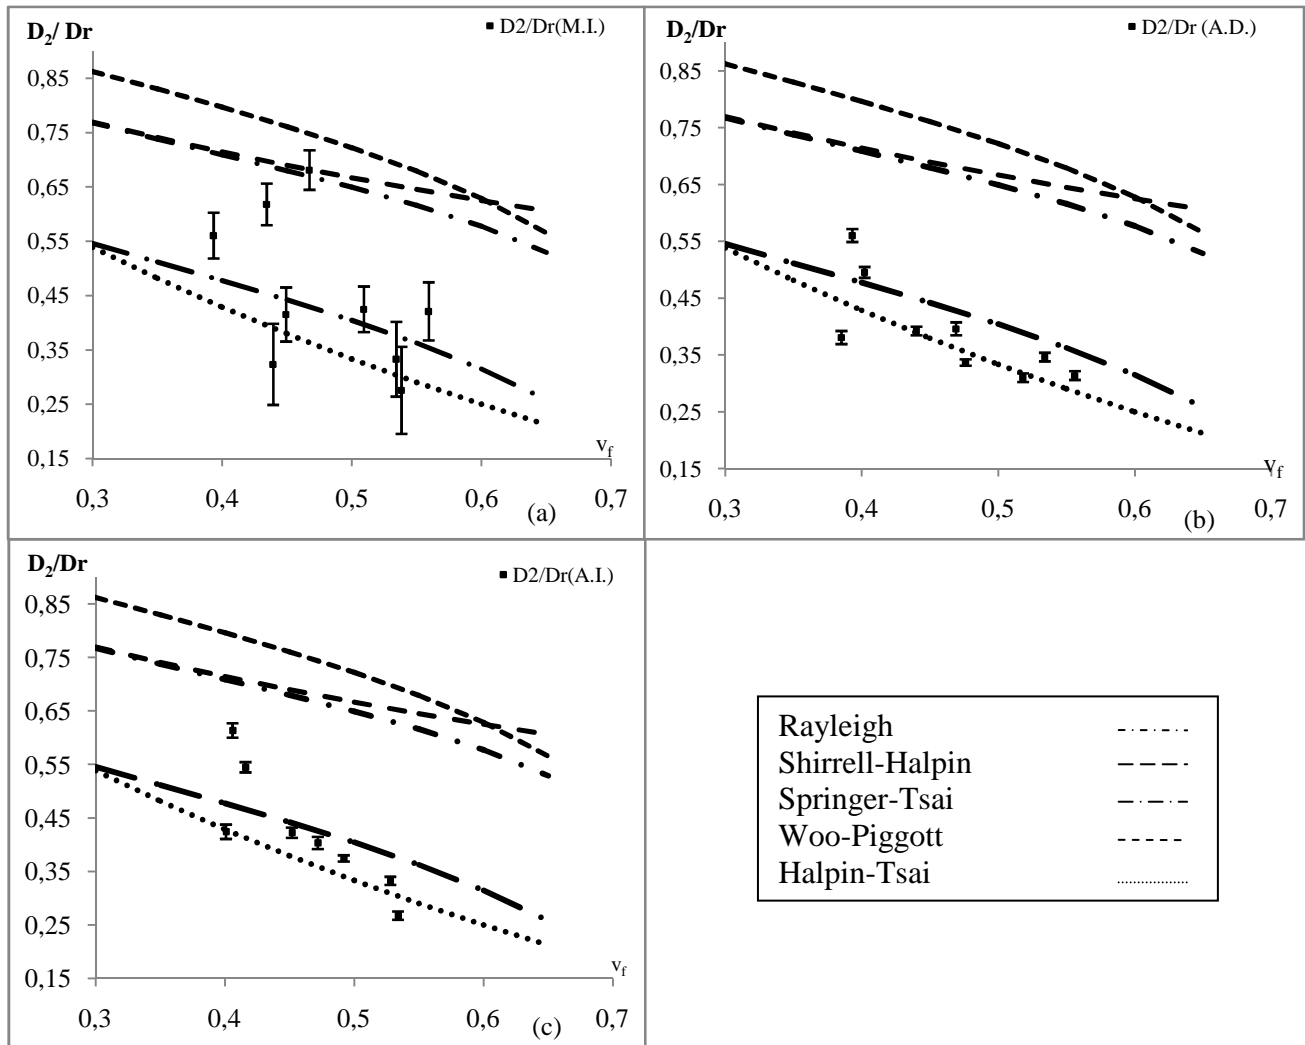 D₂/ Dr
D2/Dr(M.I.)
0,85
0,75
0,65
0,55
0,45
0,35
0,25
0,15
0,3 0,4 0,5 0,6 0,7
v_f
(a)
D₂/Dr
D2/Dr (A.D.)
0,85
0,75
0,65
0,55
0,45
0,35
0,25
0,15
0,3 0,4 0,5 0,6 0,7
v_f
(b)
D₂/Dr
D2/Dr(A.I.)
0,85
0,75
0,65
0,55
0,45
0,35
0,25
0,15
0,3 0,4 0,5 0,6 0,7
v_f
(c)
Rayleigh
Shirrell-Halpin
Springer-Tsai
Woo-Piggott
Halpin-Tsai